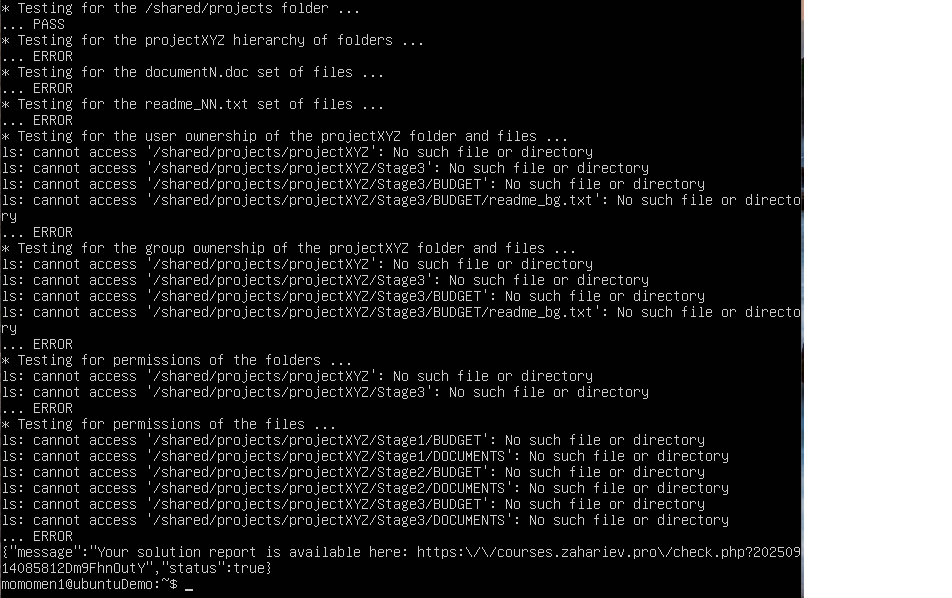 * Testing for the /shared/projects folder ...
... PASS
* Testing for the projectXYZ hierarchy of folders ...
... ERROR
* Testing for the documentN.doc set of files ...
... ERROR
* Testing for the readme_NN.txt set of files ...
... ERROR
* Testing for the user ownership of the projectXYZ folder and files ...
ls: cannot access '/shared/projects/projectXYZ': No such file or directory
ls: cannot access '/shared/projects/projectXYZ/Stage3': No such file or directory
ls: cannot access '/shared/projects/projectXYZ/Stage3/BUDGET': No such file or directory
ls: cannot access '/shared/projects/projectXYZ/Stage3/BUDGET/readme_bg.txt': No such file or directo
ry
... ERROR
* Testing for the group ownership of the projectXYZ folder and files ...
ls: cannot access '/shared/projects/projectXYZ': No such file or directory
ls: cannot access '/shared/projects/projectXYZ/Stage3': No such file or directory
ls: cannot access '/shared/projects/projectXYZ/Stage3/BUDGET': No such file or directory
ls: cannot access '/shared/projects/projectXYZ/Stage3/BUDGET/readme_bg.txt': No such file or directo
ry
... ERROR
* Testing for permissions of the folders ...
ls: cannot access '/shared/projects/projectXYZ': No such file or directory
ls: cannot access '/shared/projects/projectXYZ/Stage3': No such file or directory
... ERROR
* Testing for permissions of the files ...
ls: cannot access '/shared/projects/projectXYZ/Stage1/BUDGET': No such file or directory
ls: cannot access '/shared/projects/projectXYZ/Stage1/DOCUMENTS': No such file or directory
ls: cannot access '/shared/projects/projectXYZ/Stage2/BUDGET': No such file or directory
ls: cannot access '/shared/projects/projectXYZ/Stage2/DOCUMENTS': No such file or directory
ls: cannot access '/shared/projects/projectXYZ/Stage3/BUDGET': No such file or directory
ls: cannot access '/shared/projects/projectXYZ/Stage3/DOCUMENTS': No such file or directory
... ERROR
{"message":"Your solution report is available here: https:\/\/courses.zahariev.pro\/check.php?202509
14085812Dm9FhnOutY","status":true}
momomen1@ubuntuDemo:~$ _